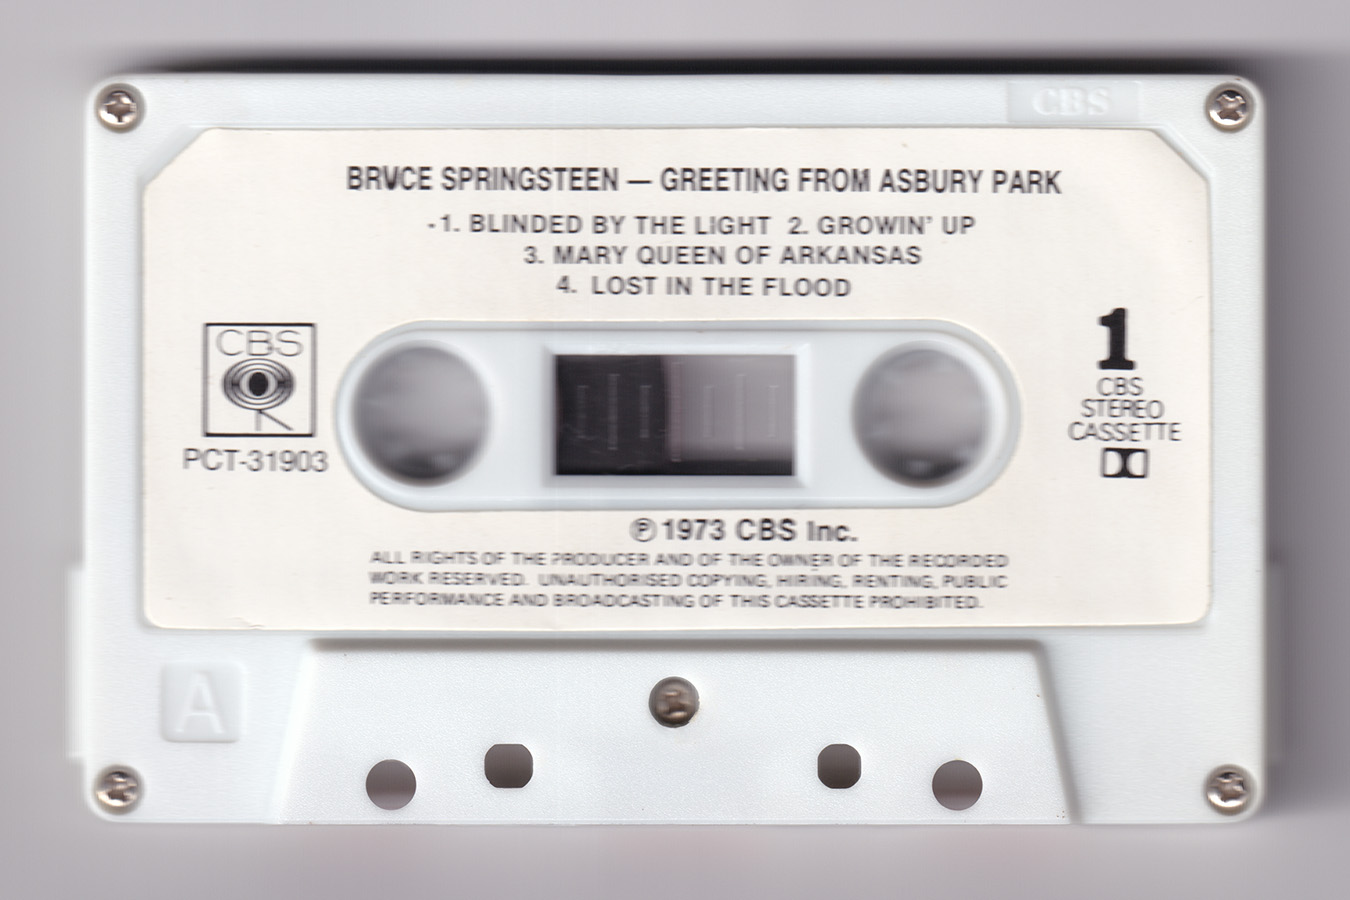 CBS
BRUCE SPRINGSTEEN — GREETING FROM ASBURY PARK
1. BLINDED BY THE LIGHT 2. GROWIN' UP
3. MARY QUEEN OF ARKANSAS
4. LOST IN THE FLOOD
CBS
PCT-31903
1
CBS
STEREO
CASSETTE
℗ 1973 CBS Inc.
ALL RIGHTS OF THE PRODUCER AND OF THE OWNER OF THE RECORDED
WORK RESERVED. UNAUTHORISED COPYING, HIRING, RENTING, PUBLIC
PERFORMANCE AND BROADCASTING OF THIS CASSETTE PROHIBITED.
A